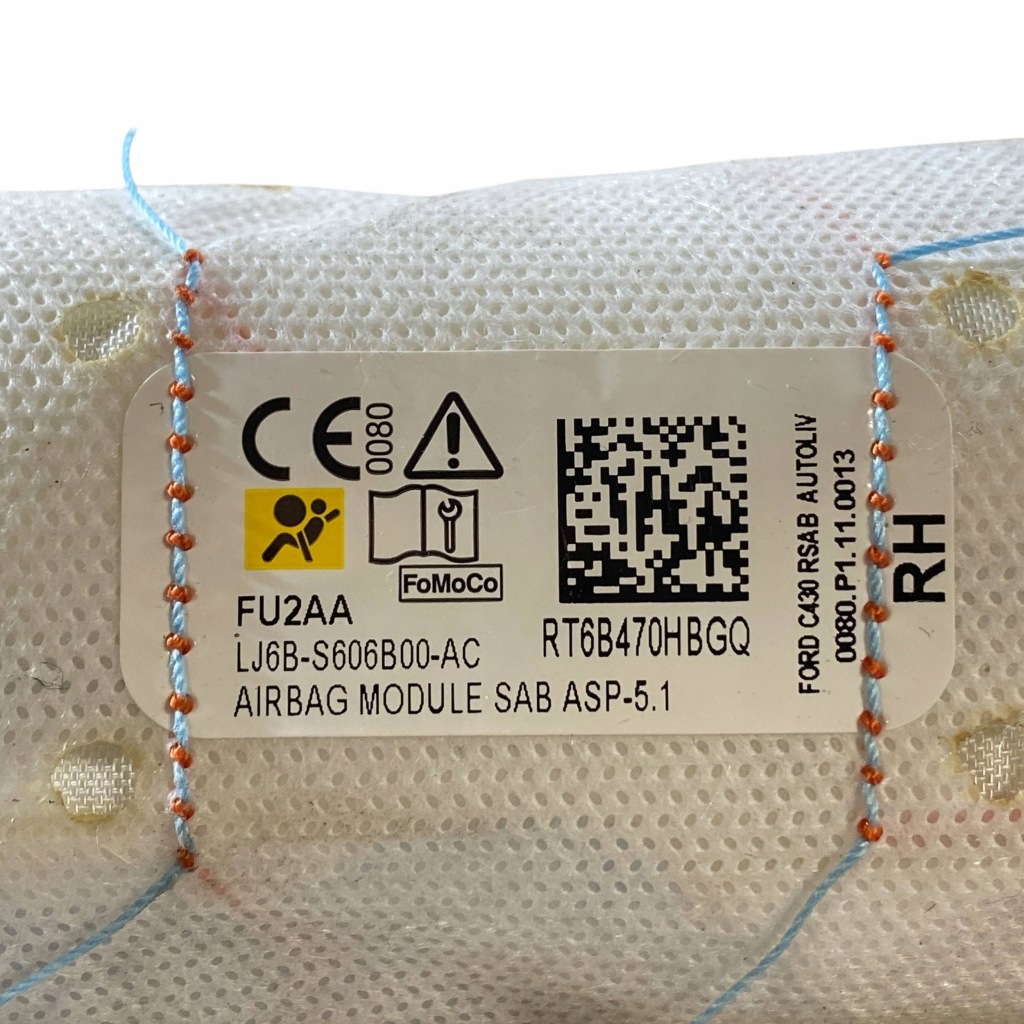 CE 0080
FoMoCo
FU2AA
LJ6B-S606B00-AC
RT6B470HBGQ
AIRBAG MODULE SAB ASP-5.1
FORD C430 RSAB AUTOLIV
0080.P1.11.0013
RH